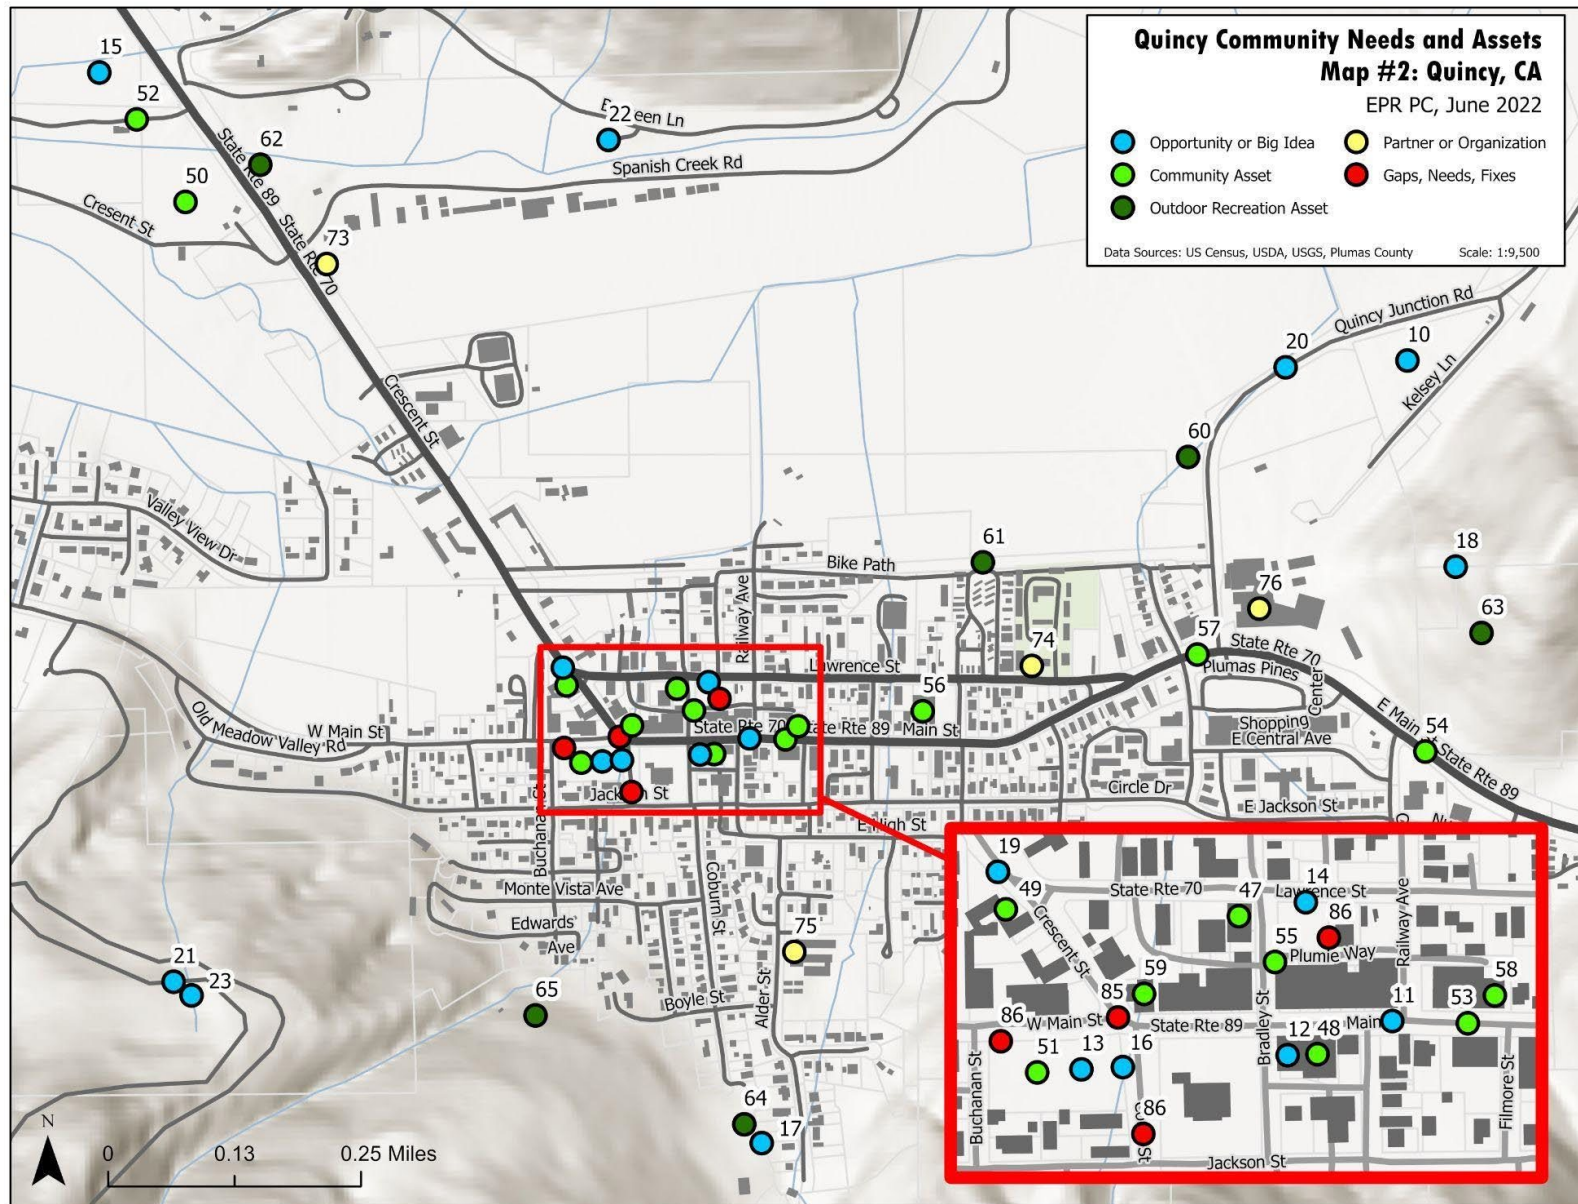 Quincy Community Needs and Assets
Map #2: Quincy, CA
EPR PC, June 2022
Opportunity or Big Idea
Partner or Organization
Community Asset
Gaps, Needs, Fixes
Outdoor Recreation Asset
Data Sources: US Census, USDA, USGS, Plumas County
Scale: 1:9,500
15
52
62
22
50
State Rte 89
Spanish Creek Rd
Cresent St
State Rte 70
73
Quincy Junction Rd
20
10
Kelsey Ln
Crescent St
60
Valley View Dr
61
Bike Path
18
Railway Ave
76
63
74
57
State Rte 70
Lawrence St
Plumas Pines
Shopping
Center
56
Old Meadow Valley Rd
W Main St
State Rte 70
State Rte 89
Main St
E Central Ave
E Main St
State Rte 89
54
Circle Dr
Jackson St
E Jackson St
E High St
Buchanan St
Monte Vista Ave
Coburn St
Edwards
Ave
75
21
23
65
Boyle St
Alder St
64
17
19
49
State Rte 70
47
14
Lawrence St
Crescent St
86
Railway Ave
55
Plumie Way
59
58
85
11
53
86
W Main St
State Rte 89
Main
Bradley St
12
48
51
13
16
Buchanan St
Filmore St
86
St
Jackson St
N
0
0.13
0.25 Miles